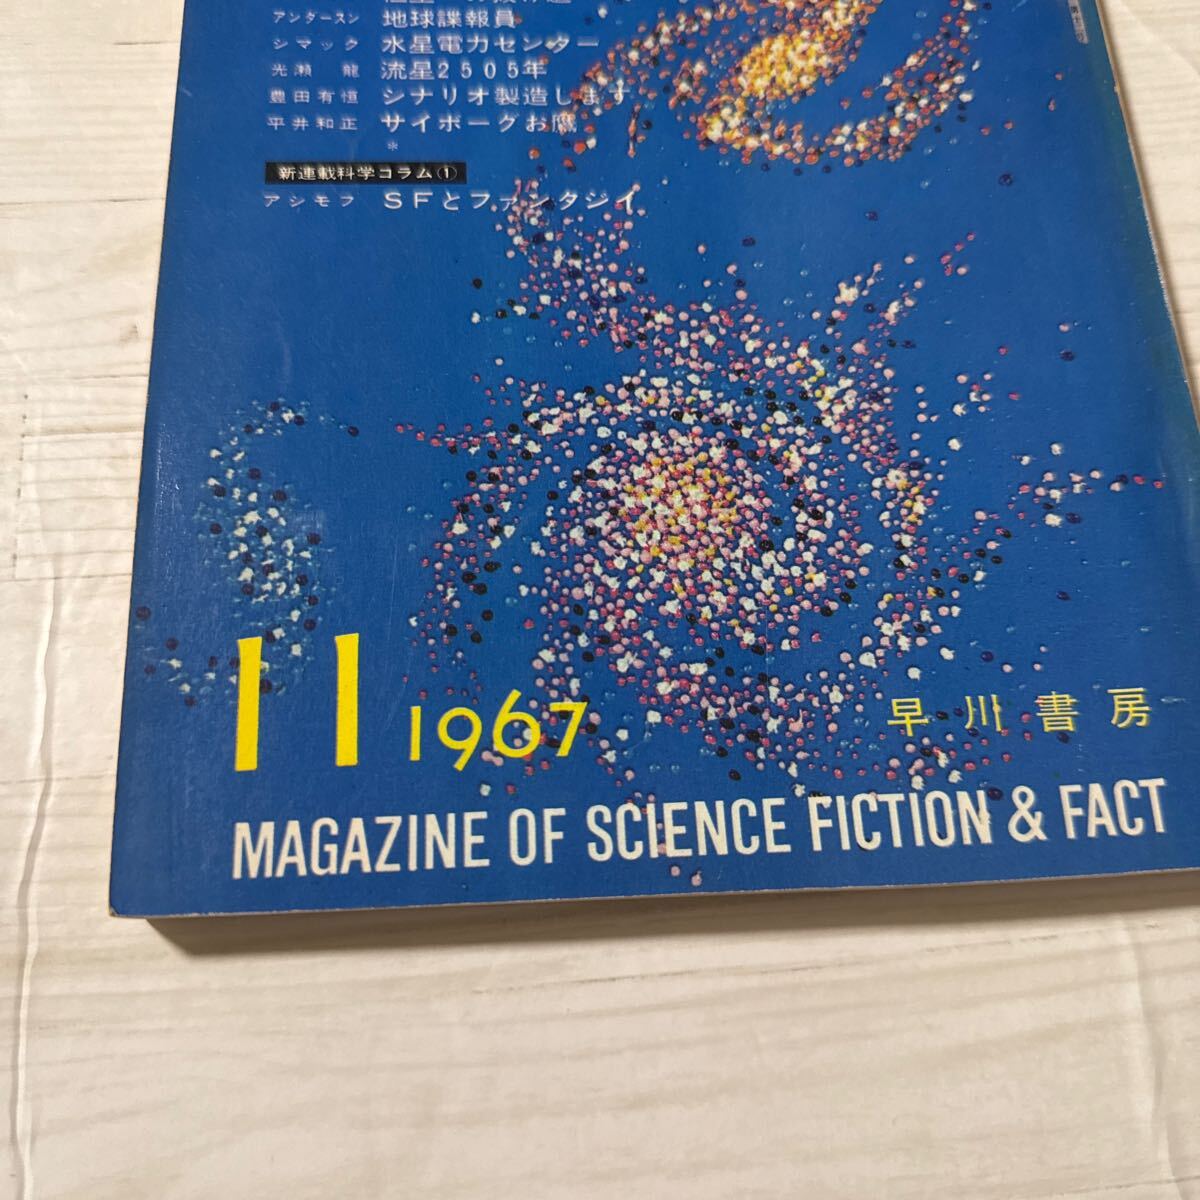 アンダースン 地球諜報員
シマック 水星電力センター
光瀬 龍 流星2505年
豊田有恒 シナリオ製造します
平井和正 サイボーグお鷹
*
新連載科学コラム①
アシモフ SFとファンタジイ
11 1967
早川書房
MAGAZINE OF SCIENCE FICTION & FACT